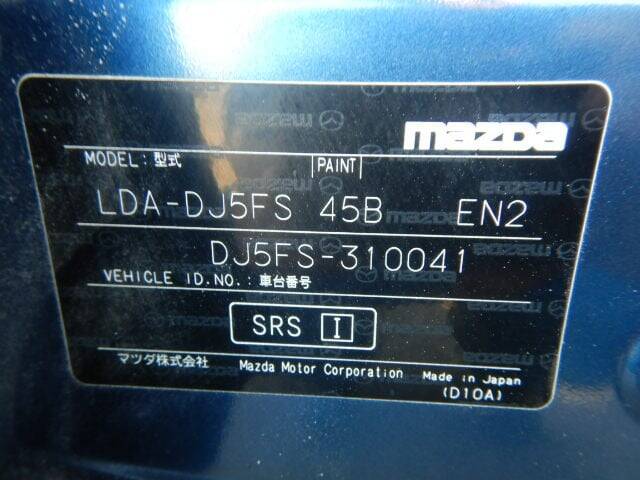 mazda
MODEL: 型式 PAINT
LDA-DJ5FS 45B EN2
DJ5FS-310041
VEHICLE ID.NO.: 車台番号
SRS I
マツダ株式会社 Mazda Motor Corporation Made in Japan
(D10A)